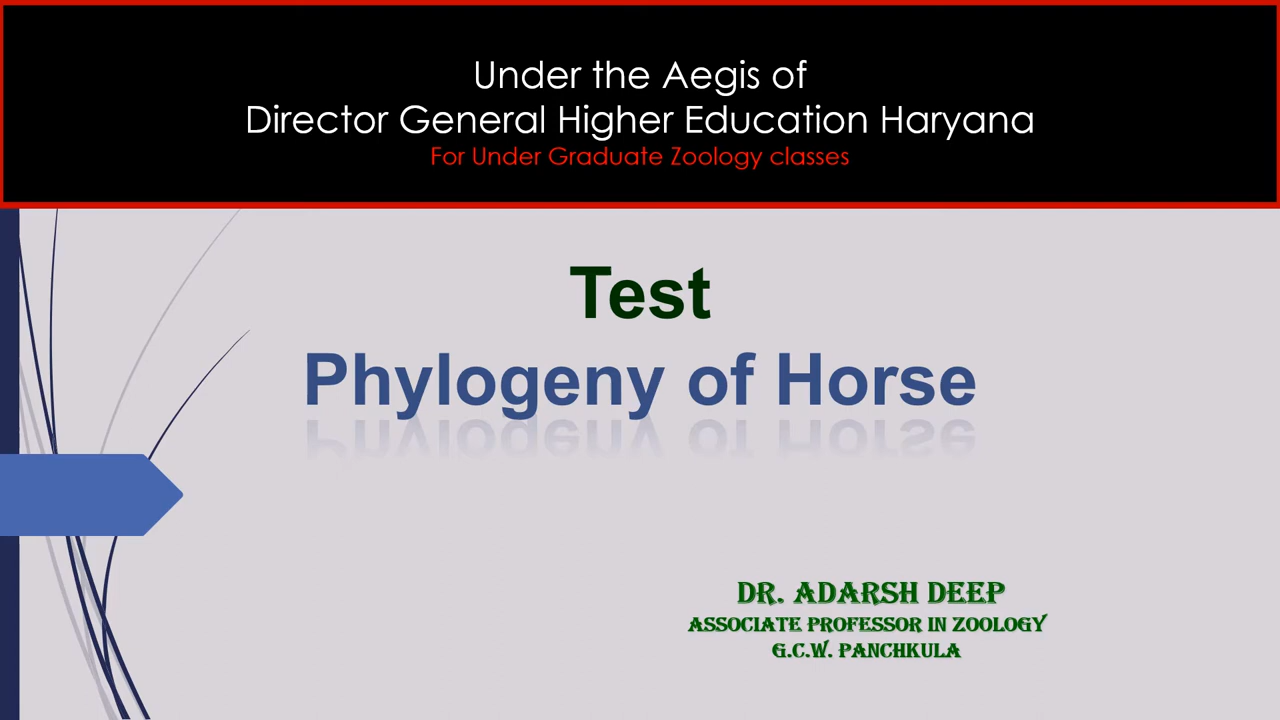 Under the Aegis of
Director General Higher Education Haryana
For Under Graduate Zoology classes
Test
Phylogeny of Horse
Dr. Adarsh Deep
Associate Professor in Zoology
G.C.W. Panchkula